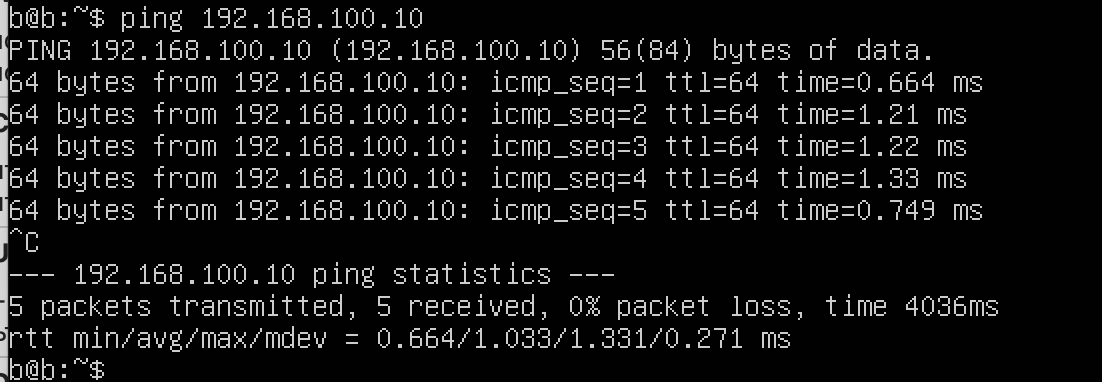 b@b:~$ ping 192.168.100.10
PING 192.168.100.10 (192.168.100.10) 56(84) bytes of data.
64 bytes from 192.168.100.10: icmp_seq=1 ttl=64 time=0.664 ms
64 bytes from 192.168.100.10: icmp_seq=2 ttl=64 time=1.21 ms
64 bytes from 192.168.100.10: icmp_seq=3 ttl=64 time=1.22 ms
64 bytes from 192.168.100.10: icmp_seq=4 ttl=64 time=1.33 ms
64 bytes from 192.168.100.10: icmp_seq=5 ttl=64 time=0.749 ms
^C
--- 192.168.100.10 ping statistics ---
5 packets transmitted, 5 received, 0% packet loss, time 4036ms
rtt min/avg/max/mdev = 0.664/1.033/1.331/0.271 ms
b@b:~$